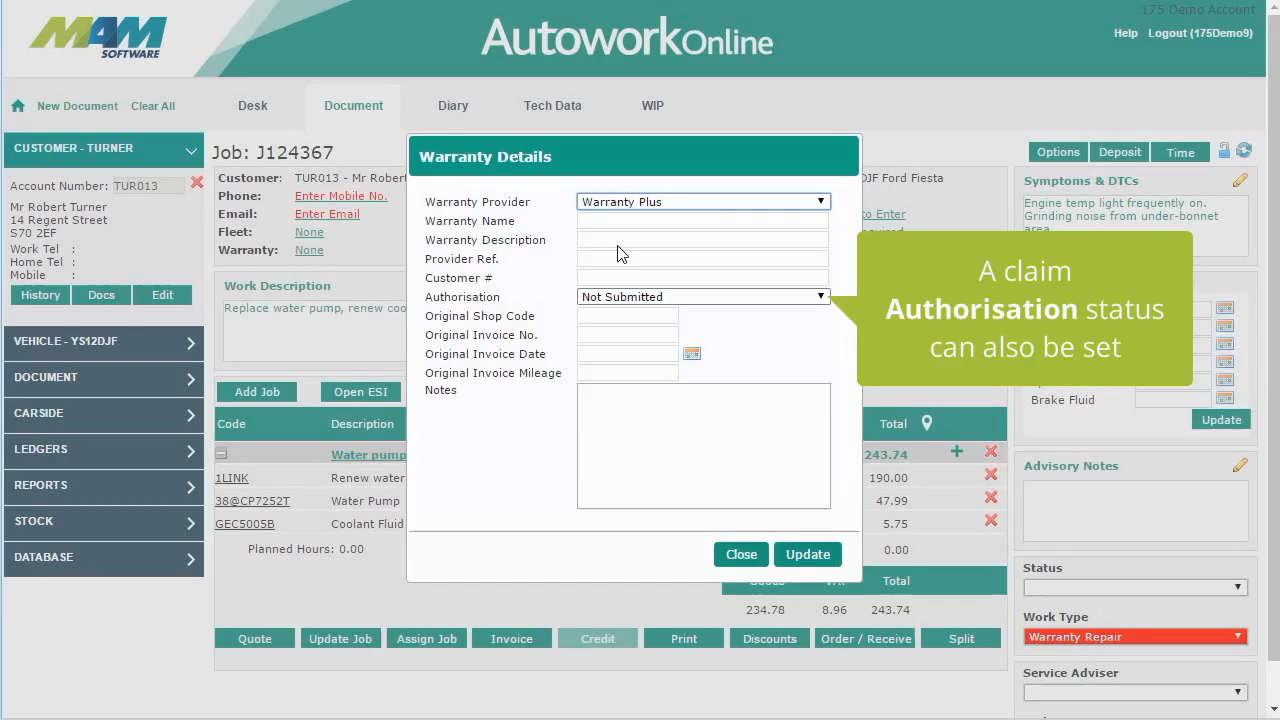 175 Demo Account
M4M
SOFTWARE
AutoworkOnline
Help Logout (175Demo9)
New Document Clear All
Desk
Document
Diary
Tech Data
WIP
CUSTOMER - TURNER
Account Number: TUR013
Mr Robert Turner
14 Regent Street
S70 2EF
Work Tel :
Home Tel :
Mobile :
History Docs Edit
VEHICLE - YS12DJF
DOCUMENT
CARSIDE
LEDGERS
REPORTS
STOCK
DATABASE
Job: J124367
Customer: TUR013 - Mr Robert
Phone: Enter Mobile No.
Email: Enter Email
Fleet: None
Warranty: None
DJF Ford Fiesta
to Enter
Work Description
Replace water pump, renew coo
Add Job Open ESI
Code Description Total
Water pump 243.74
1LINK Renew water 190.00
38@CP7252T Water Pump 47.99
GEC5005B Coolant Fluid 5.75
Planned Hours: 0.00 0.00
Total
234.78 8.96 243.74
Quote Update Job Assign Job Invoice Credit Print Discounts Order / Receive Split
Warranty Details
Warranty Provider Warranty Plus
Warranty Name
Warranty Description
Provider Ref.
Customer #
Authorisation Not Submitted
Original Shop Code
Original Invoice No.
Original Invoice Date
Original Invoice Mileage
Notes
Close Update
A claim
Authorisation status
can also be set
Options Deposit Time
Symptoms & DTCs
Engine temp light frequently on.
Grinding noise from under-bonnet
area
Brake Fluid
Update
Advisory Notes
Status
Work Type
Warranty Repair
Service Adviser